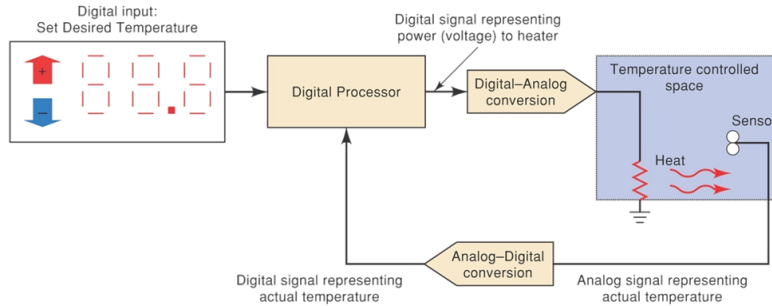 Digital input:
Set Desired Temperature
+
−
Digital Processor
Digital signal representing
power (voltage) to heater
Digital–Analog
conversion
Temperature controlled
space
Senso
Heat
Analog–Digital
conversion
Digital signal representing
actual temperature
Analog signal representing
actual temperature